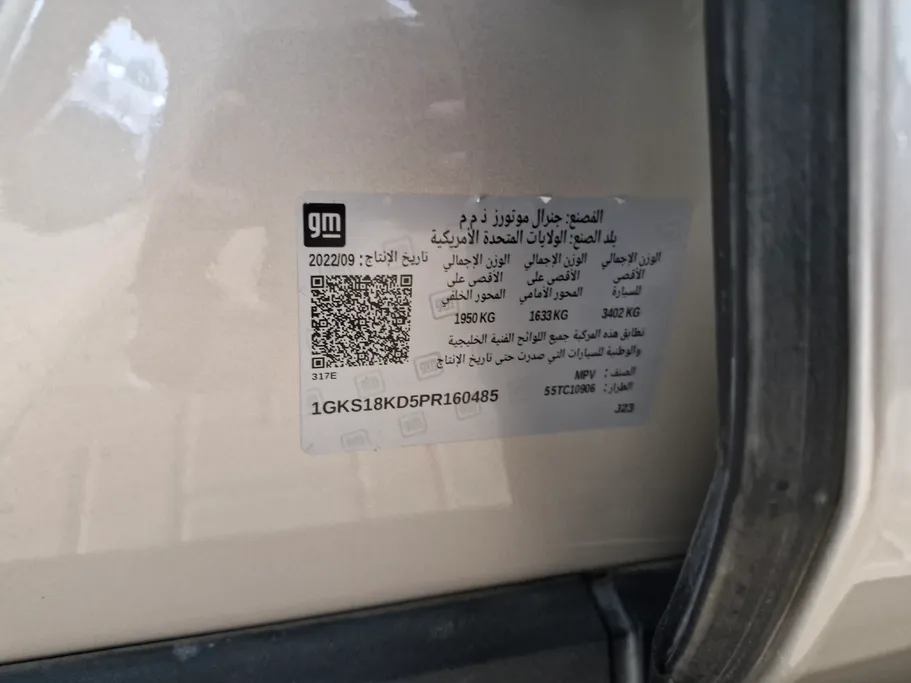 gm
المُصنع: جنرال موتورز ذ م م
بلد الصنع: الولايات المتحدة الأمريكية
الوزن الإجمالي الأقصى للسيارة
3402 KG
الوزن الإجمالي الأقصى على المحور الأمامي
1633 KG
الوزن الإجمالي الأقصى على المحور الخلفي
1950 KG
تاريخ الإنتاج: 2022/09
317E
تطابق هذه المركبة جميع اللوائح الفنية الخليجية
والوطنية للسيارات التي صدرت حتى تاريخ الإنتاج
الصنف: MPV
الطراز: 55TC10906
1GKS18KD5PR160485
J23